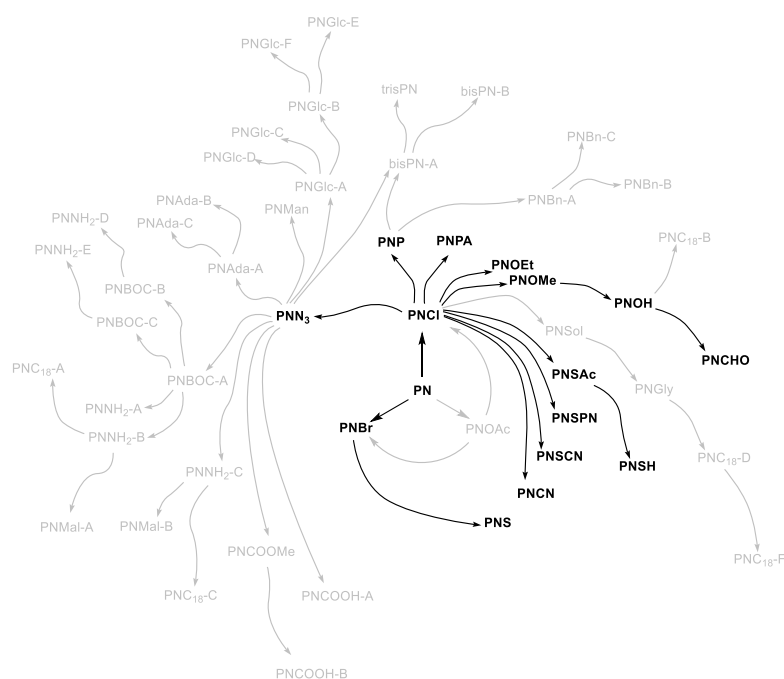 PNGlc-E
PNGlc-F
trisPN
bisPN-B
PNGlc-B
PNGlc-C
PNBn-C
PNGlc-D
bisPN-A
PNGlc-A
PNBn-B
PNAda-B
PNBn-A
PNMan
PNNH₂-D
PNAda-C
PNP
PNPA
PNC₁₈-B
PNNH₂-E
PNAda-A
PNOEt
PNOMe
PNBOC-B
PNOH
PNN₃
PNCl
PNBOC-C
PNSol
PNCHO
PNC₁₈-A
PNSAc
PNBOC-A
PNGly
PN
PNNH₂-A
PNSPN
PNBr
PNOAc
PNNH₂-B
PNSCN
PNC₁₈-D
PNSH
PNNH₂-C
PNCN
PNMal-A
PNMal-B
PNS
PNCOOMe
PNC₁₈-F
PNC₁₈-C
PNCOOH-A
PNCOOH-B